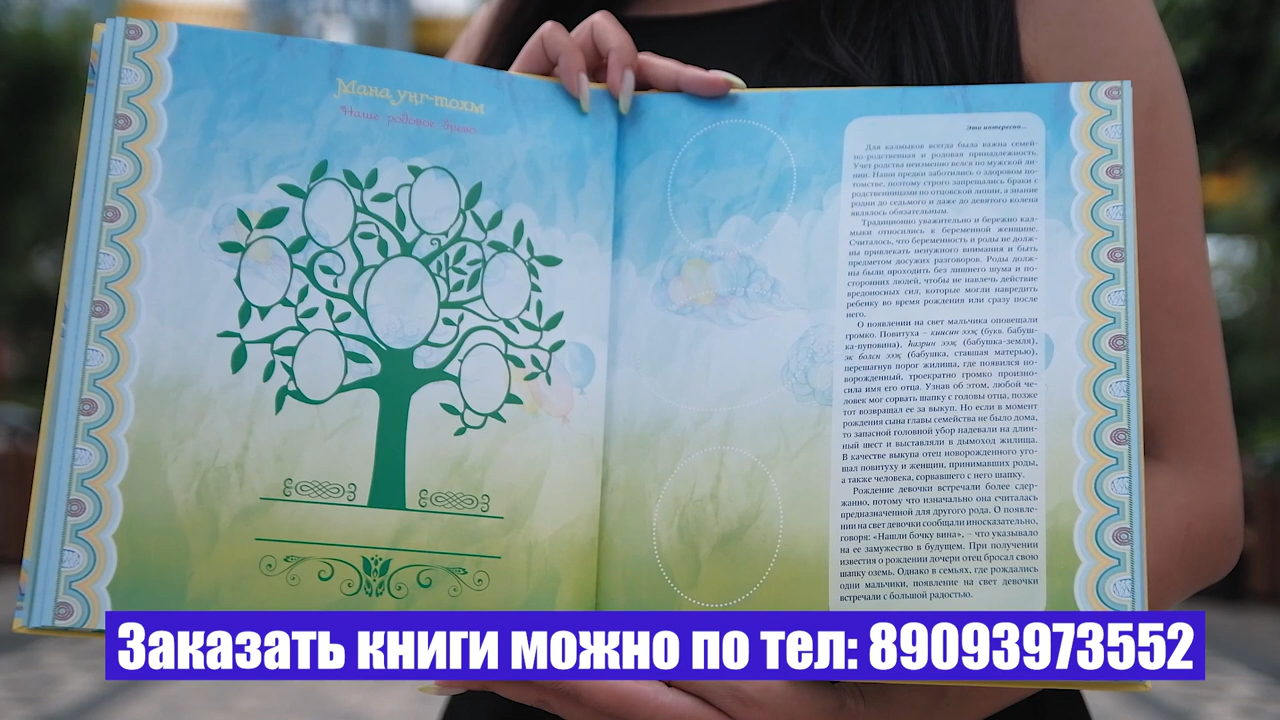 Мана уңг-тохм
Наше родовое древо
Это интересно...
Для калмыков всегда была важна семей-
но-родственная и родовая принадлежность.
Учет родства неизменно велся по мужской ли-
нии. Наши предки заботились о здоровом по-
томстве, поэтому строго запрещались браки с
родственницами по отцовской линии, а знание
родни до седьмого и даже до девятого колена
являлось обязательным.
Традиционно уважительно и бережно кал-
мыки относились к беременной женщине.
Считалось, что беременность и роды не долж-
ны привлекать ненужного внимания и быть
предметом досужих разговоров. Роды долж-
ны были проходить без лишнего шума и по-
сторонних людей, чтобы не навлечь действие
вредоносных сил, которые могли навредить
ребенку во время рождения или сразу после
него.
О появлении на свет мальчика оповещали
громко. Повитуха – киисин ээҗ (букв. бабуш-
ка-пуповина), һазрин ээҗ (бабушка-земля),
эк болсн ээҗ (бабушка, ставшая матерью),
перешагнув порог жилища, где появился но-
ворожденный, троекратно громко произно-
сила имя его отца. Узнав об этом, любой че-
ловек мог сорвать шапку с головы отца, позже
тот возвращал ее за выкуп. Но если в момент
рождения сына главы семейства не было дома,
то запасной головной убор надевали на длин-
ный шест и выставляли в дымоход жилища.
В качестве выкупа отец новорожденного уго-
щал повитуху и женщин, принимавших роды,
а также человека, сорвавшего с него шапку.
Рождение девочки встречали более сдер-
жанно, потому что изначально она считалась
предназначенной для другого рода. О появле-
нии на свет девочки сообщали иносказательно,
говоря: «Нашли бочку вина», – что указывало
на ее замужество в будущем. При получении
известия о рождении дочери отец бросал свою
шапку оземь. Однако в семьях, где рождались
одни мальчики, появление на свет девочки
встречали с большой радостью.
Заказать книги можно по тел: 89093973552